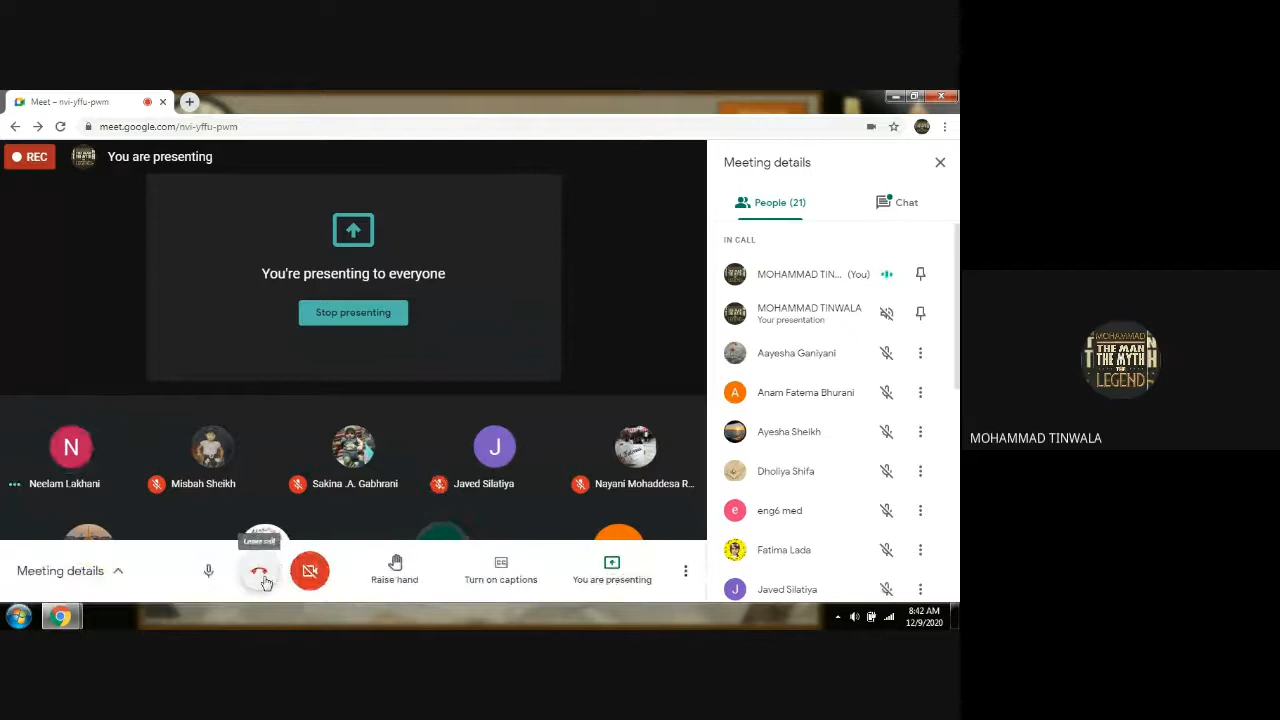 Meet – nvi-yffu-pwm
meet.google.com/nvi-yffu-pwm
REC
You are presenting
You're presenting to everyone
Stop presenting
N
Neelam Lakhani
Misbah Sheikh
Sakina .A. Gabhrani
J
Javed Silatiya
Nayani Mohaddesa R...
Leave call
Meeting details
Raise hand
Turn on captions
You are presenting
Meeting details
People (21)
Chat
IN CALL
MOHAMMAD TIN... (You)
MOHAMMAD TINWALA
Your presentation
Aayesha Ganiyani
A
Anam Fatema Bhurani
Ayesha Sheikh
Dholiya Shifa
e
eng6 med
Fatima Lada
J
Javed Silatiya
8:42 AM
12/9/2020
MOHAMMAD
THE MAN
THE MYTH
THE
LEGEND
MOHAMMAD TINWALA